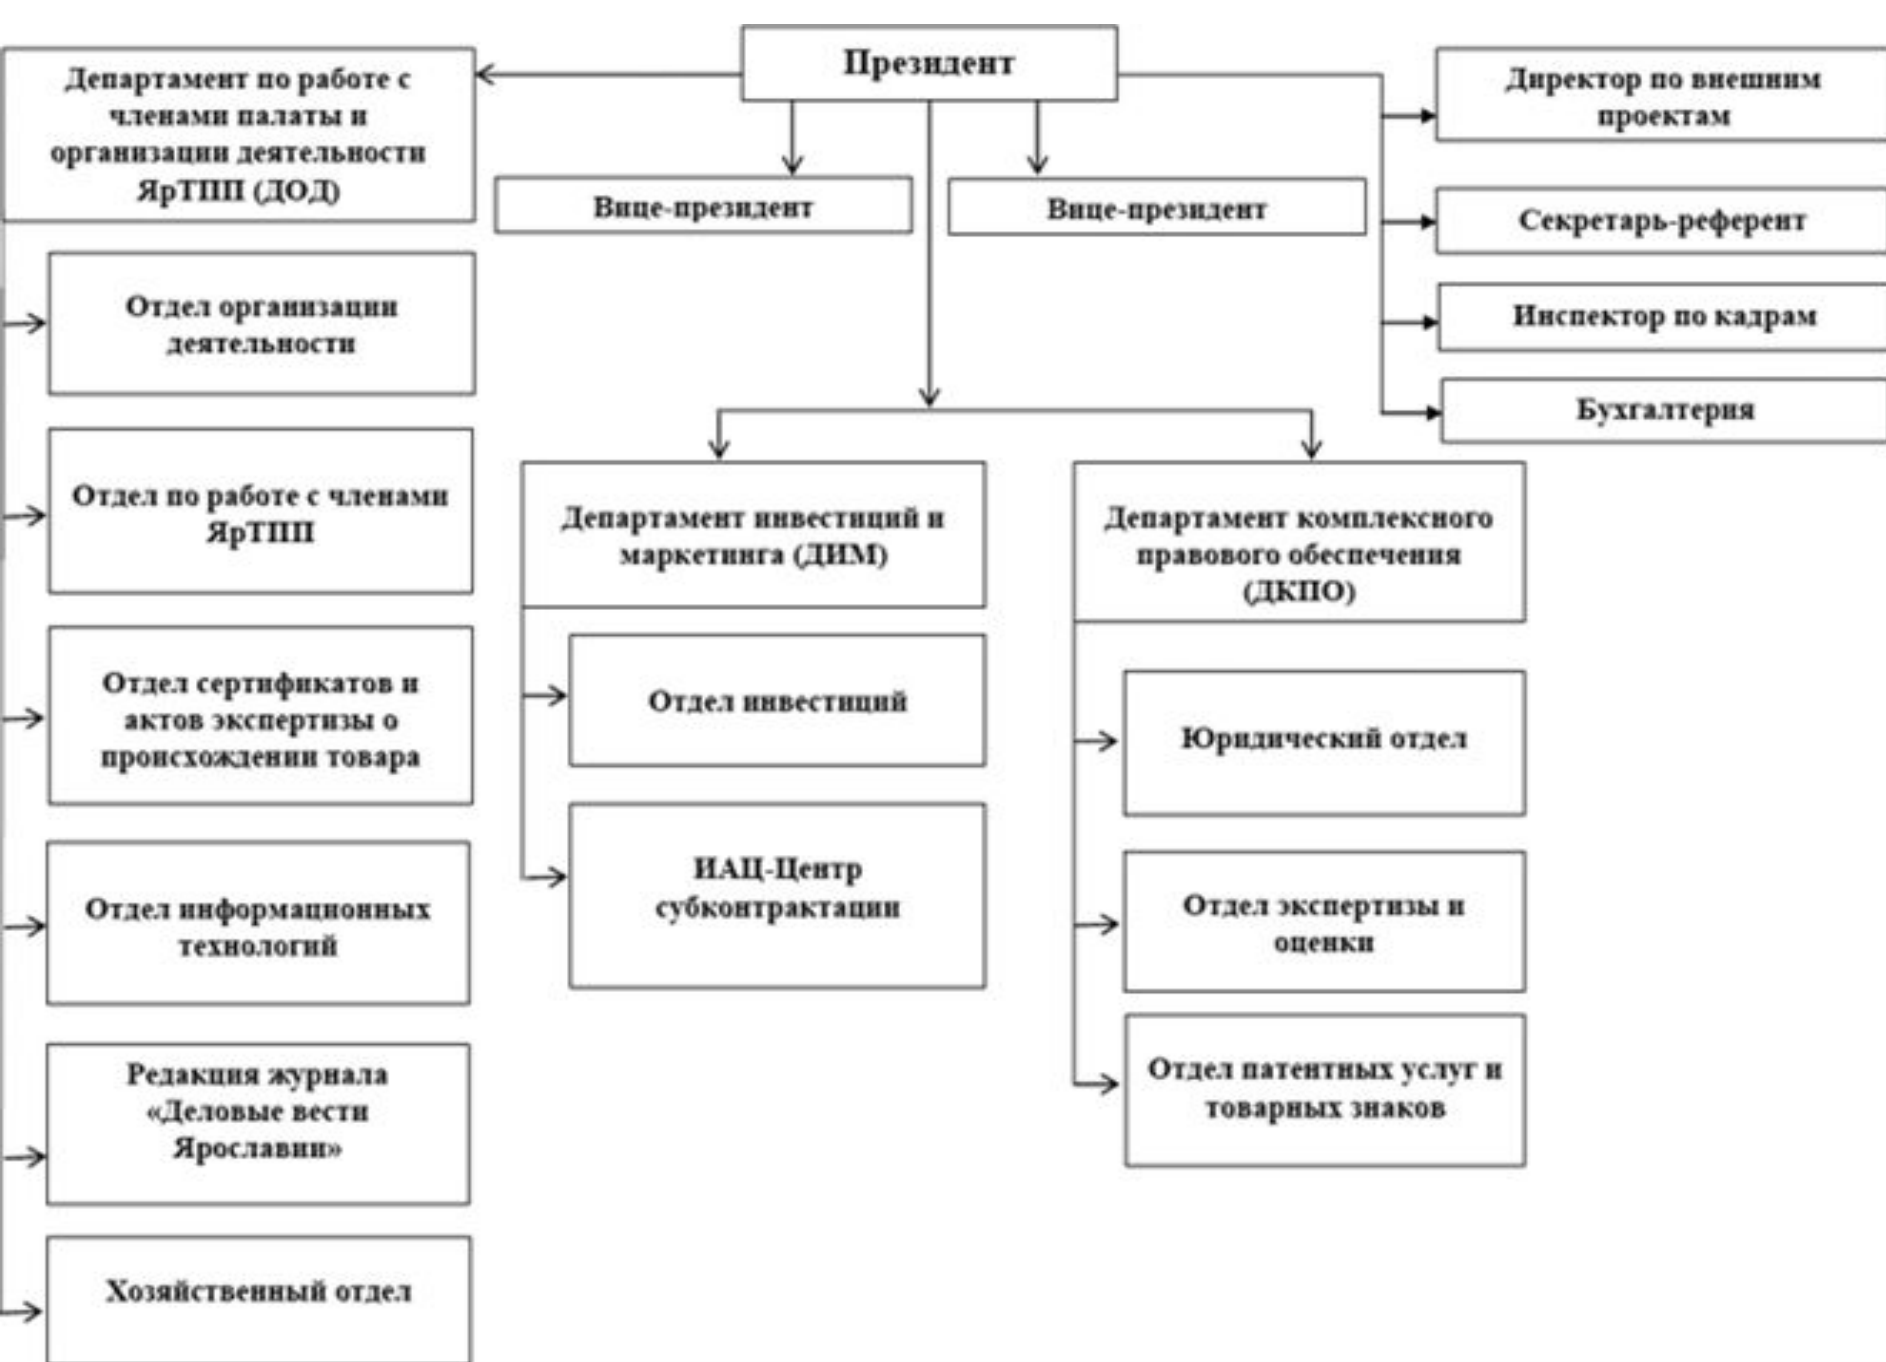 Президент
Департамент по работе с
членами палаты и
организации деятельности
ЯрТПП (ДОД)
Вице-президент
Вице-президент
Директор по внешним
проектам
Секретарь-референт
Инспектор по кадрам
Бухгалтерия
Отдел организации
деятельности
Отдел по работе с членами
ЯрТПП
Отдел сертификатов и
актов экспертизы о
происхождении товара
Отдел информационных
технологий
Редакция журнала
«Деловые вести
Ярославии»
Хозяйственный отдел
Департамент инвестиций и
маркетинга (ДИМ)
Отдел инвестиций
ИАЦ-Центр
субконтрактации
Департамент комплексного
правового обеспечения
(ДКПО)
Юридический отдел
Отдел экспертизы и
оценки
Отдел патентных услуг и
товарных знаков